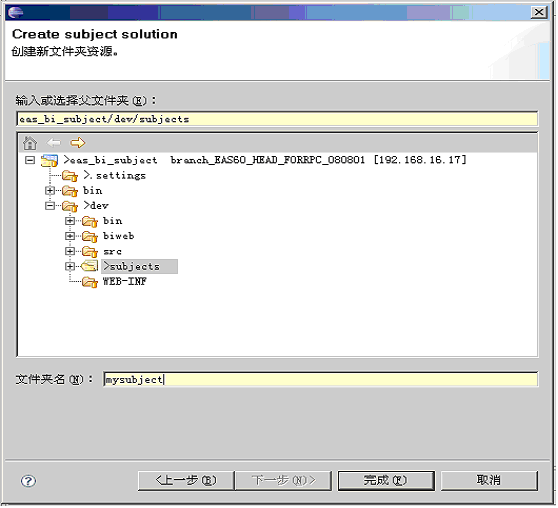 Create subject solution
创建新文件夹资源。
输入或选择父文件夹(E)：
eas_bi_subject/dev/subjects
>eas_bi_subject branch_EAS60_HEAD_FORRPC_080801 [192.168.16.17]
>.settings
bin
>dev
bin
biweb
src
>subjects
WEB-INF
文件夹名(N)： mysubject
?
<上一步(B)
下一步(N)>
完成(F)
取消